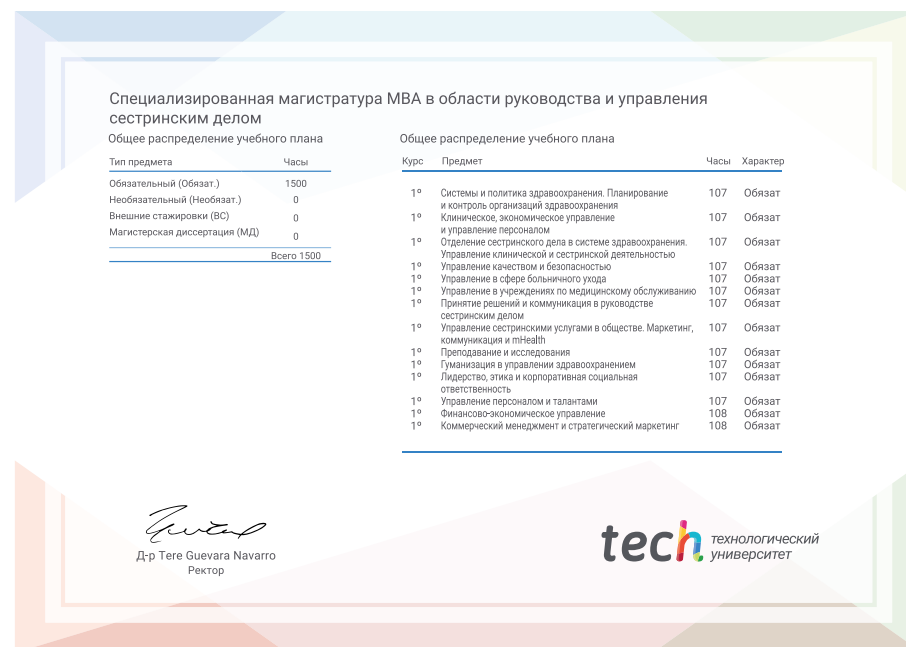 Специализированная магистратура MBA в области руководства и управления
сестринским делом
Общее распределение учебного плана
Тип предмета Часы
Обязательный (Обязат.) 1500
Необязательный (Необязат.) 0
Внешние стажировки (ВС) 0
Магистерская диссертация (МД) 0
Всего 1500
Общее распределение учебного плана
Курс Предмет Часы Характер
1º Системы и политика здравоохранения. Планирование 107 Обязат
и контроль организаций здравоохранения
1º Клиническое, экономическое управление 107 Обязат
и управление персоналом
1º Отделение сестринского дела в системе здравоохранения. 107 Обязат
Управление клинической и сестринской деятельностью
1º Управление качеством и безопасностью 107 Обязат
1º Управление в сфере больничного ухода 107 Обязат
1º Управление в учреждениях по медицинскому обслуживанию 107 Обязат
1º Принятие решений и коммуникация в руководстве 107 Обязат
сестринским делом
1º Управление сестринскими услугами в обществе. Маркетинг, 107 Обязат
коммуникация и mHealth
1º Преподавание и исследования 107 Обязат
1º Гуманизация в управлении здравоохранением 107 Обязат
1º Лидерство, этика и корпоративная социальная 107 Обязат
ответственность
1º Управление персоналом и талантами 107 Обязат
1º Финансово-экономическое управление 108 Обязат
1º Коммерческий менеджмент и стратегический маркетинг 108 Обязат
Д-р Tere Guevara Navarro
Ректор
tech технологический
университет